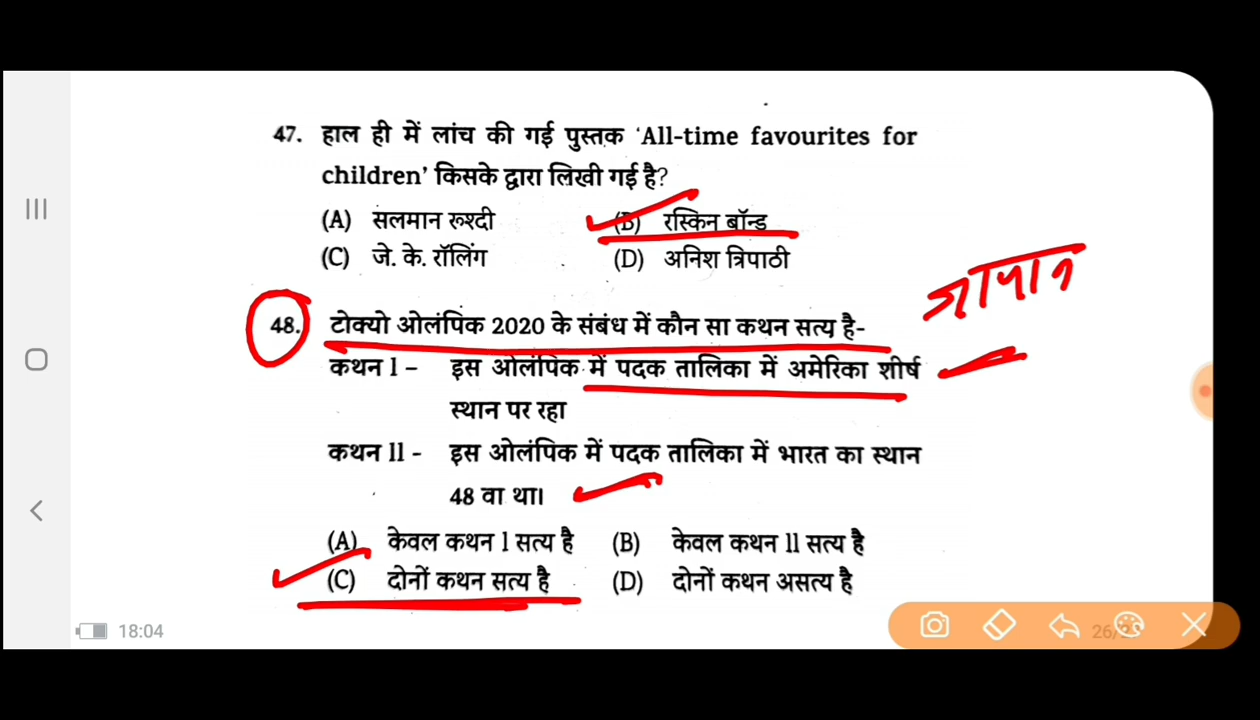 47. हाल ही में लांच की गई पुस्तक 'All-time favourites for
children' किसके द्वारा लिखी गई है?
(A) सलमान रुश्दी (B) रस्किन बॉन्ड
(C) जे. के. रॉलिंग (D) अनिश त्रिपाठी
जापान
48. टोक्यो ओलंपिक 2020 के संबंध में कौन सा कथन सत्य है-
कथन I - इस ओलंपिक में पदक तालिका में अमेरिका शीर्ष
स्थान पर रहा
कथन II - इस ओलंपिक में पदक तालिका में भारत का स्थान
48 वा था।
(A) केवल कथन I सत्य है (B) केवल कथन II सत्य है
(C) दोनों कथन सत्य है (D) दोनों कथन असत्य है
18:04